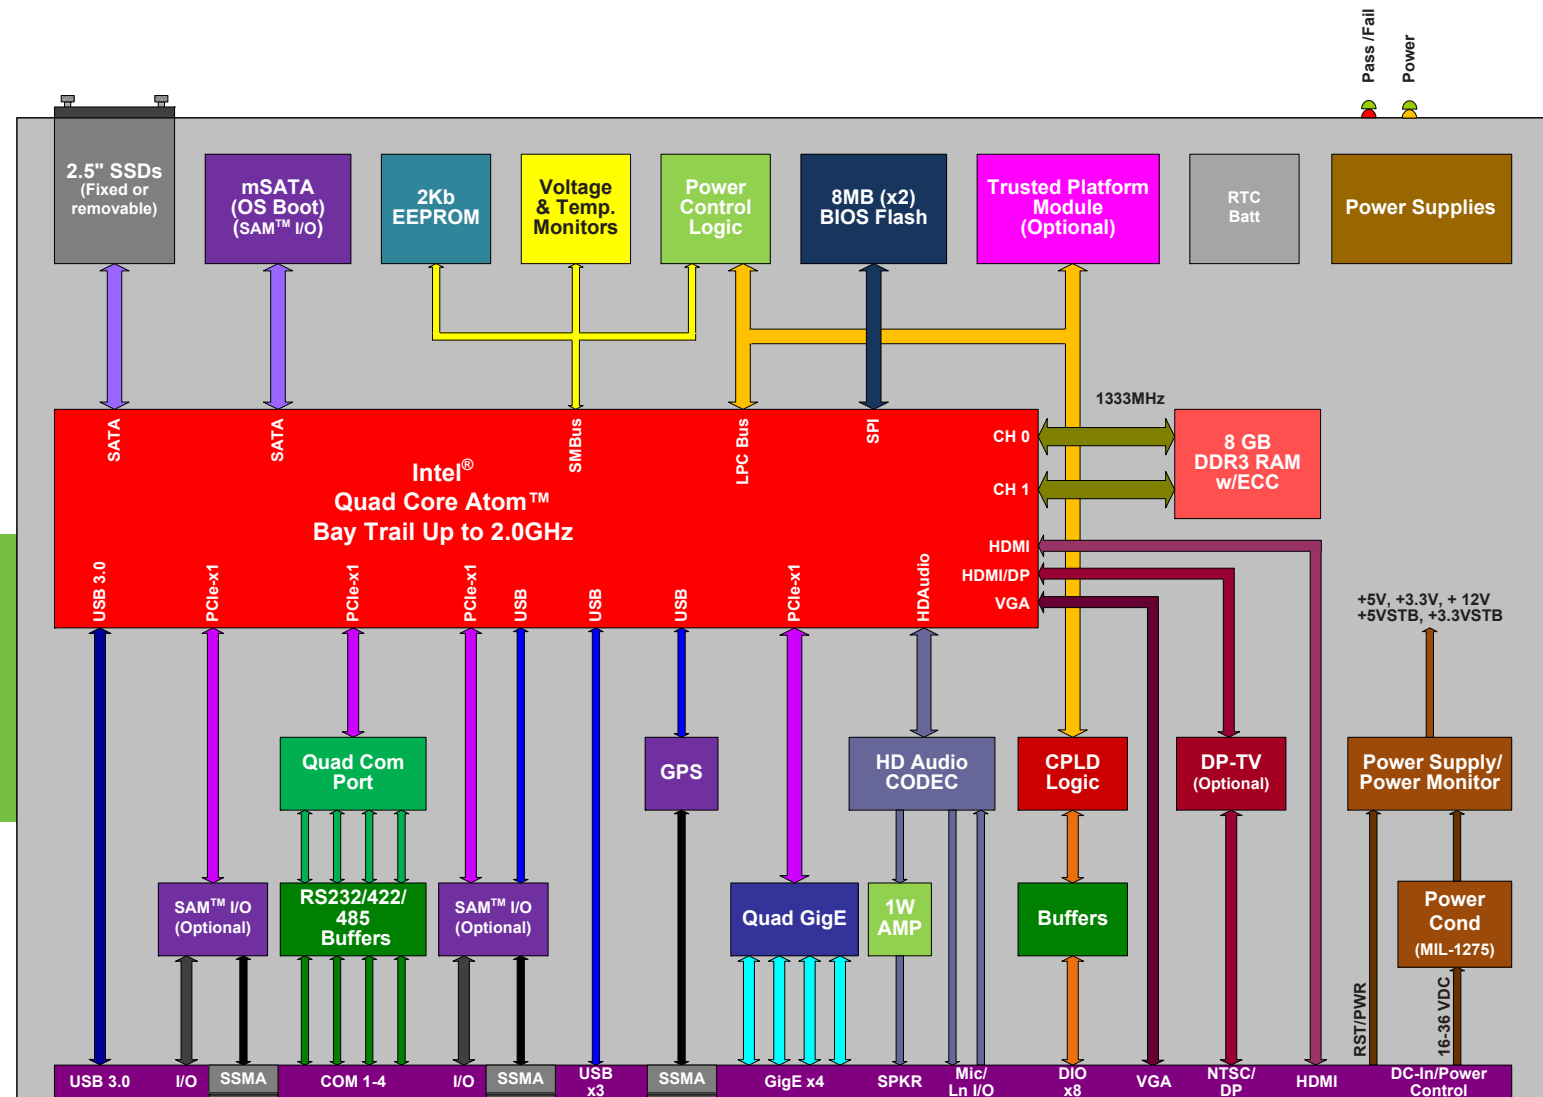 Pass /Fail
Power
2.5" SSDs
(Fixed or
removable)
mSATA
(OS Boot)
(SAM™ I/O)
2Kb
EEPROM
Voltage
& Temp.
Monitors
Power
Control
Logic
8MB (x2)
BIOS Flash
Trusted Platform
Module
(Optional)
RTC
Batt
Power Supplies
SATA
SATA
SMBus
LPC Bus
SPI
1333MHz
CH 0
CH 1
8 GB
DDR3 RAM
w/ECC
Intel®
Quad Core Atom™
Bay Trail Up to 2.0GHz
HDMI
HDMI/DP
VGA
USB 3.0
PCIe-x1
PCIe-x1
PCIe-x1
USB
USB
USB
PCIe-x1
HDAudio
+5V, +3.3V, + 12V
+5VSTB, +3.3VSTB
Quad Com
Port
GPS
HD Audio
CODEC
CPLD
Logic
DP-TV
(Optional)
Power Supply/
Power Monitor
SAM™ I/O
(Optional)
RS232/422/
485
Buffers
SAM™ I/O
(Optional)
Quad GigE
1W
AMP
Buffers
Power
Cond
(MIL-1275)
RST/PWR
16-36 VDC
USB 3.0
I/O
SSMA
COM 1-4
I/O
SSMA
USB
x3
SSMA
GigE x4
SPKR
Mic/
Ln I/O
DIO
x8
VGA
NTSC/
DP
HDMI
DC-In/Power
Control